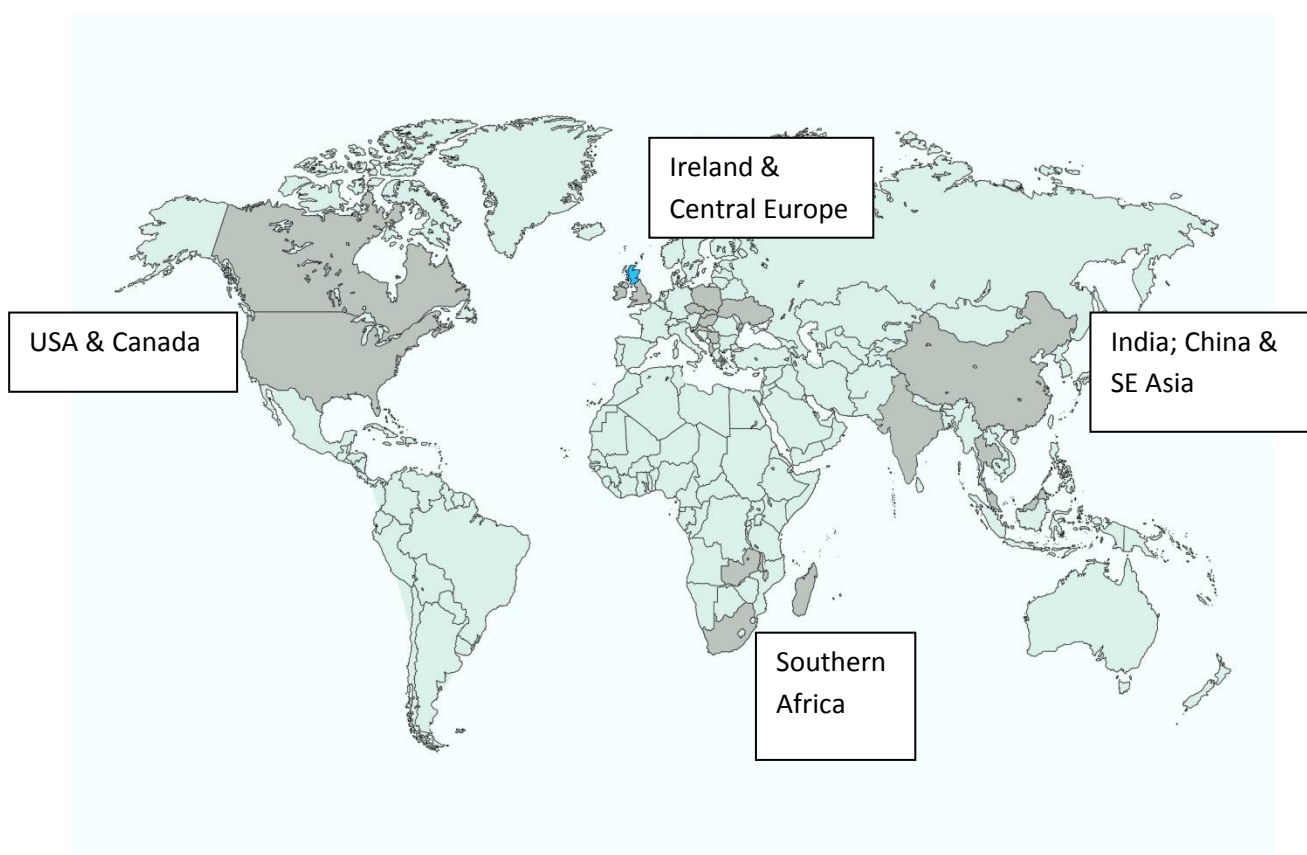 Ireland &
Central Europe
USA & Canada
India; China &
SE Asia
Southern
Africa